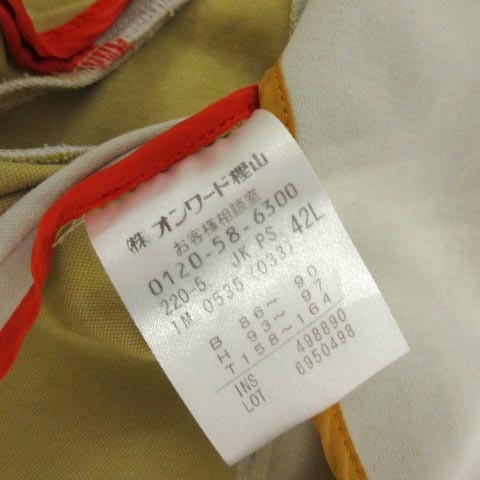 ㈱ オンワード樫山
お客様相談室
0120-58-6300
220-5 JK PS 42L
IM 0535 (033)
B 86～ 90
H 93～ 97
T 158～164
INS 498890
LOT 6950498